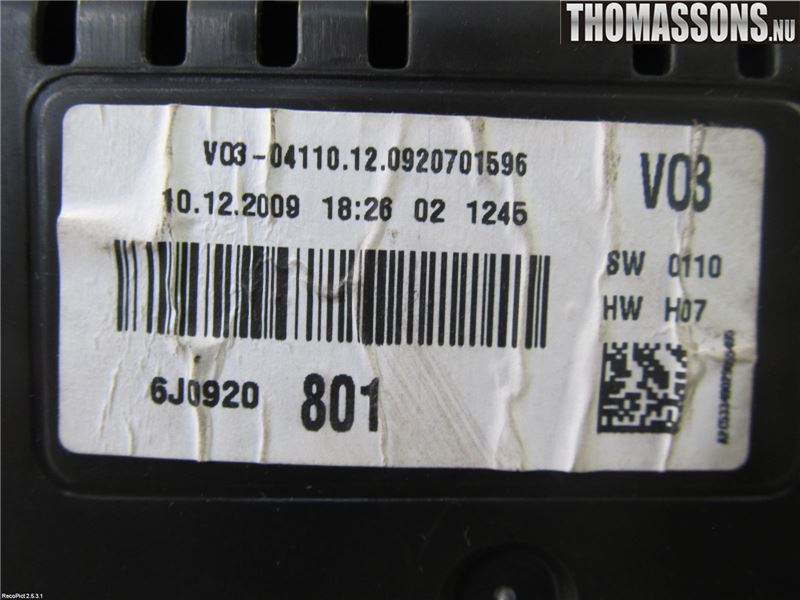 THOMASSONS.NU
V03-04110.12.0920701596
V03
10.12.2009 18:26 02 1245
SW 0110
HW H07
6J0920 801
RecoPict 2.5.3.1